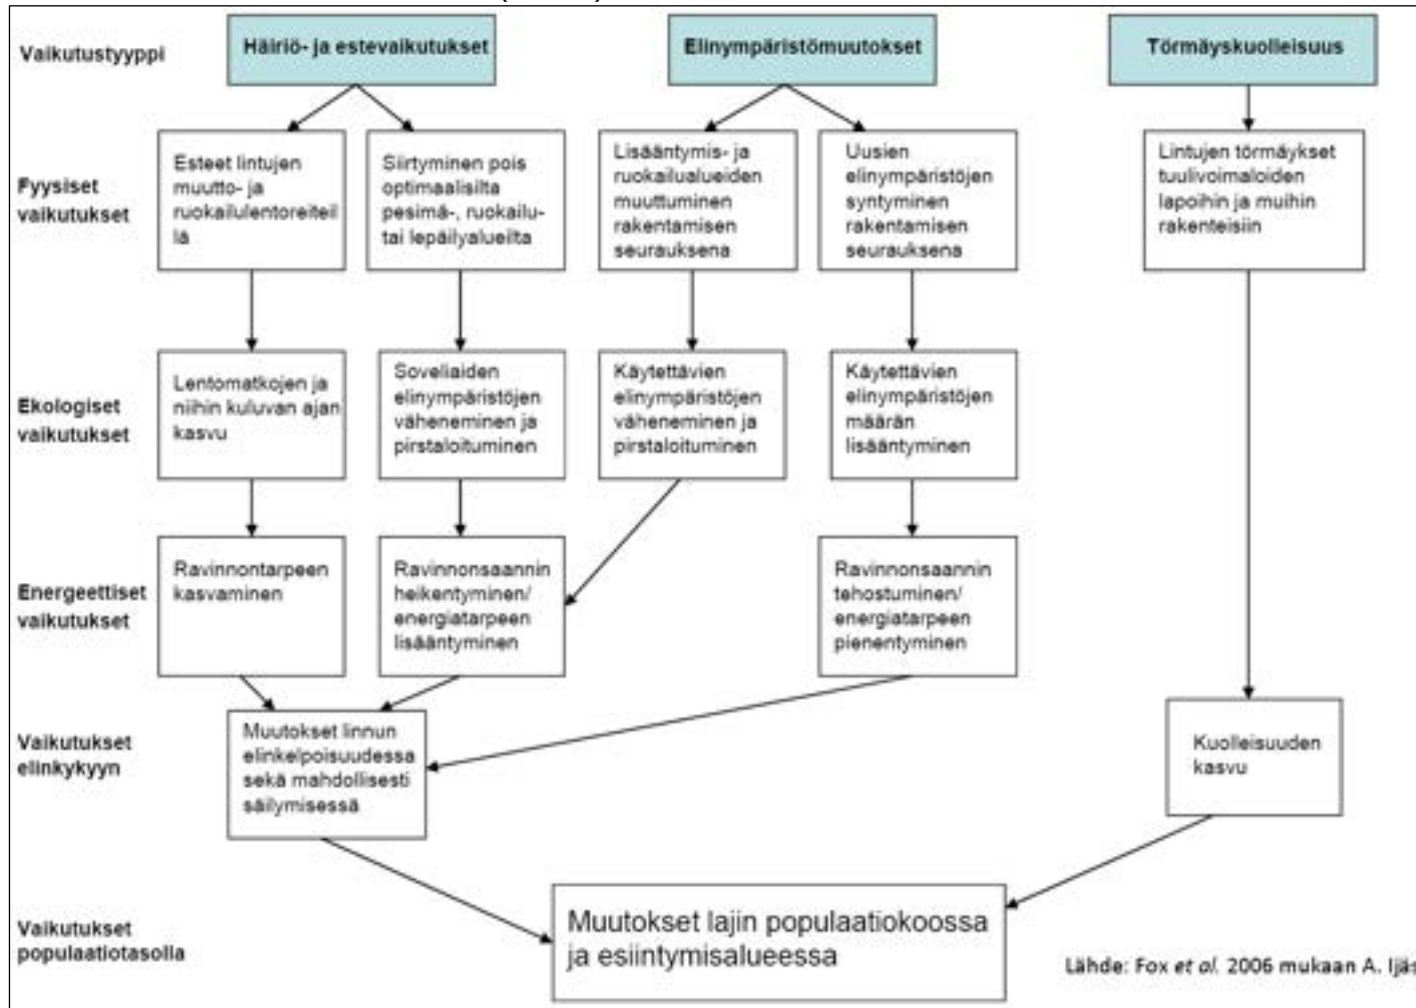 Vaikutustyyppi
Häiriö- ja estevaikutukset
Elinympäristömuutokset
Törmäyskuolleisuus
Fyysiset
vaikutukset
Esteet lintujen
muutto- ja
ruokailulentoreiteil
lä
Siirtyminen pois
optimaalisilta
pesimä-, ruokailu-
tai lepäilyalueilta
Lisääntymis- ja
ruokailualueiden
muuttuminen
rakentamisen
seurauksena
Uusien
elinympäristöjen
syntyminen
rakentamisen
seurauksena
Lintujen törmäykset
tuulivoimaloiden
lapoihin ja muihin
rakenteisiin
Ekologiset
vaikutukset
Lentomatkojen ja
niihin kuluvan ajan
kasvu
Soveliaiden
elinympäristöjen
väheneminen ja
pirstaloituminen
Käytettävien
elinympäristöjen
väheneminen ja
pirstaloituminen
Käytettävien
elinympäristöjen
määrän
lisääntyminen
Energeettiset
vaikutukset
Ravinnontarpeen
kasvaminen
Ravinnonsaannin
heikentyminen/
energiatarpeen
lisääntyminen
Ravinnonsaannin
tehostuminen/
energiatarpeen
pienentyminen
Vaikutukset
elinkykyyn
Muutokset linnun
elinkelpoisuudessa
sekä mahdollisesti
säilymisessä
Kuolleisuuden
kasvu
Vaikutukset
populaatiotasolla
Muutokset lajin populaatiokoossa
ja esiintymisalueessa
Lähde: Fox et al. 2006 mukaan A. Ijäs